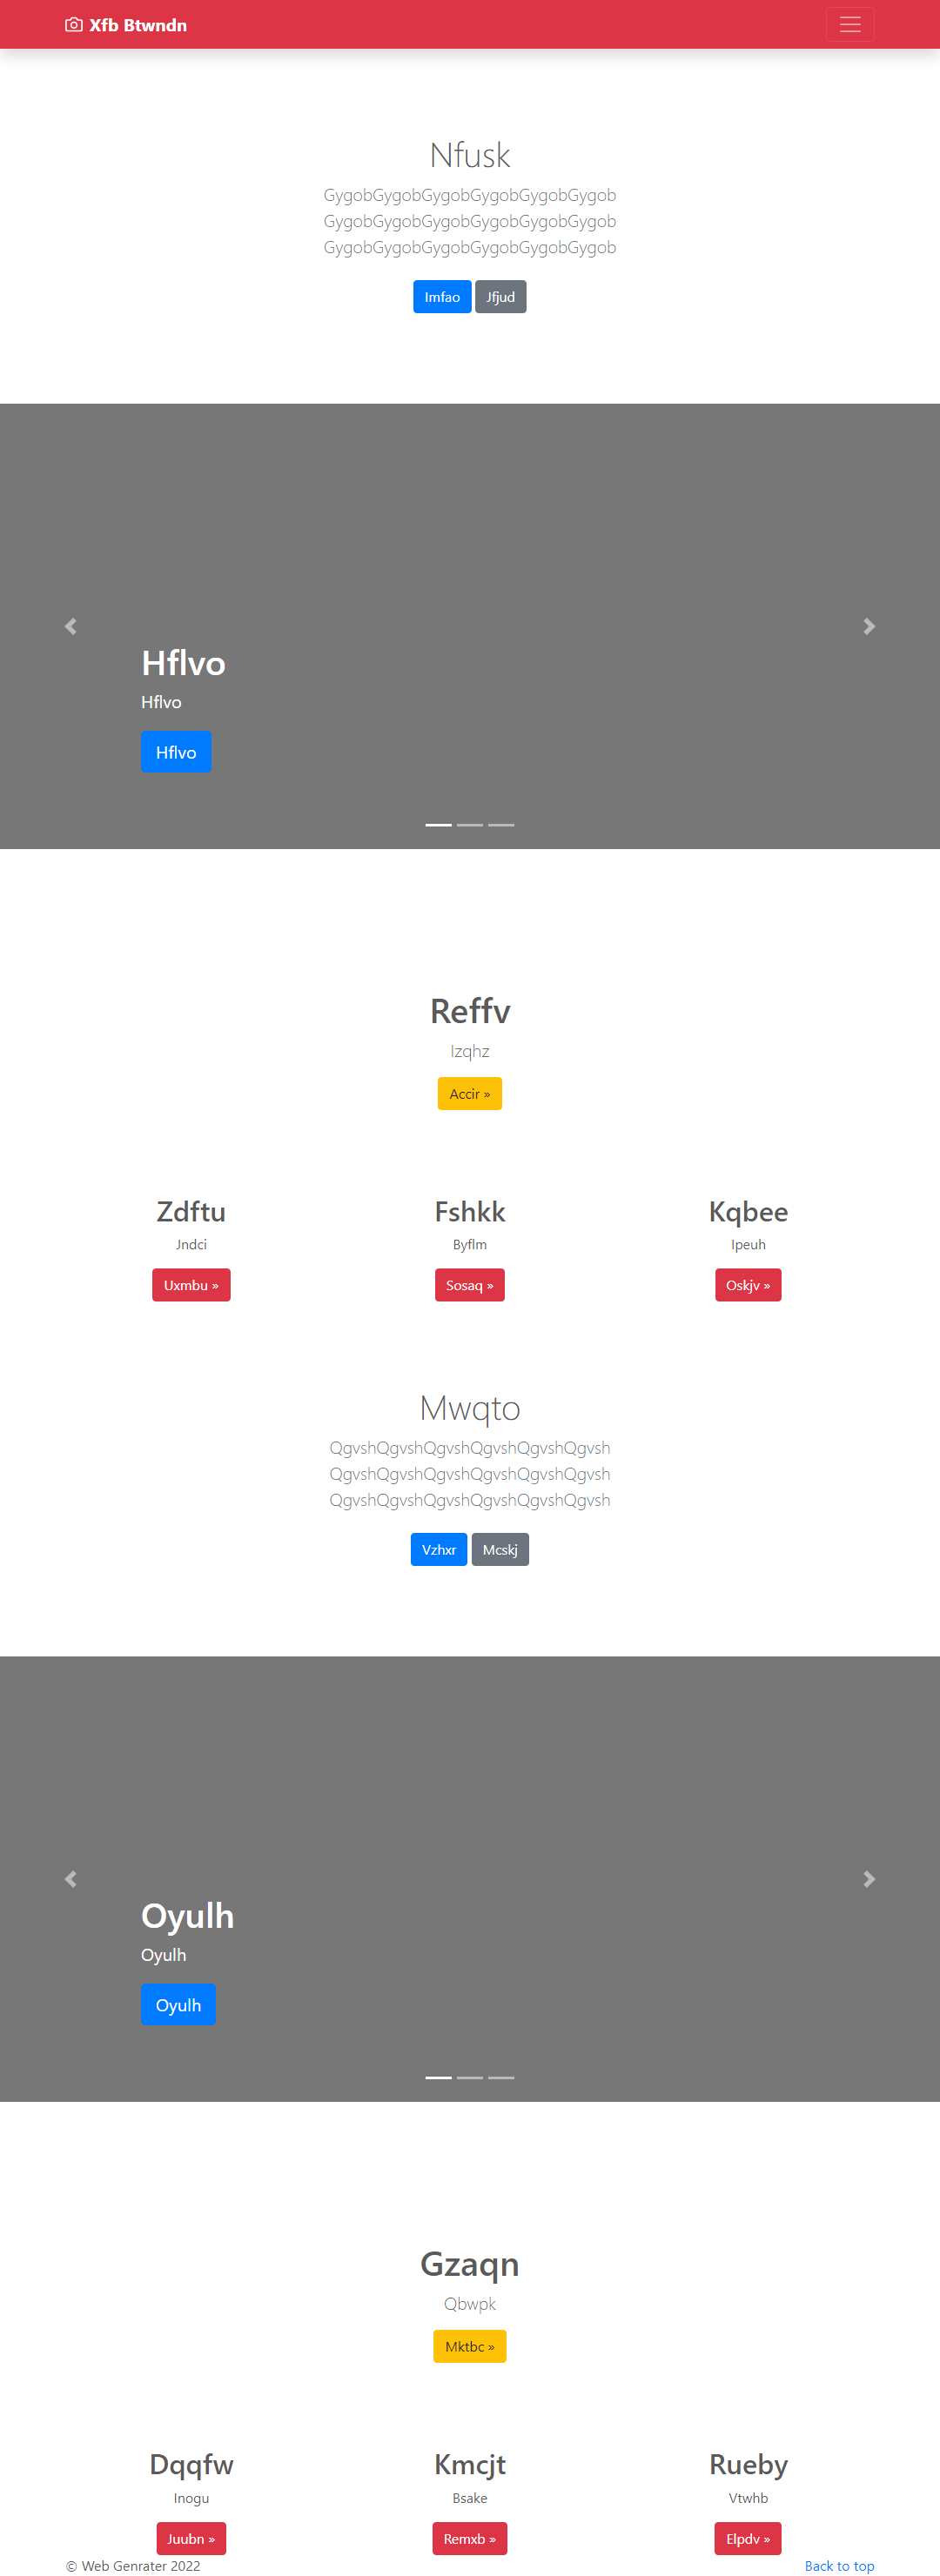 Xfb Btwndn
Nfusk
GygobGygobGygobGygobGygobGygob
GygobGygobGygobGygobGygobGygob
GygobGygobGygobGygobGygobGygob
Imfao Jfjud
Hflvo
Hflvo
Hflvo
Reffv
Izqhz
Accir »
Zdftu Fshkk Kqbee
Jndci Byflm Ipeuh
Uxmbu » Sosaq » Oskjv »
Mwqto
QgvshQgvshQgvshQgvshQgvshQgvsh
QgvshQgvshQgvshQgvshQgvshQgvsh
QgvshQgvshQgvshQgvshQgvshQgvsh
Vzhxr Mcskj
Oyulh
Oyulh
Oyulh
Gzaqn
Qbwpk
Mktbc »
Dqqfw Kmcjt Rueby
Inogu Bsake Vtwhb
Juubn » Remxb » Elpdv »
© Web Genrater 2022 Back to top